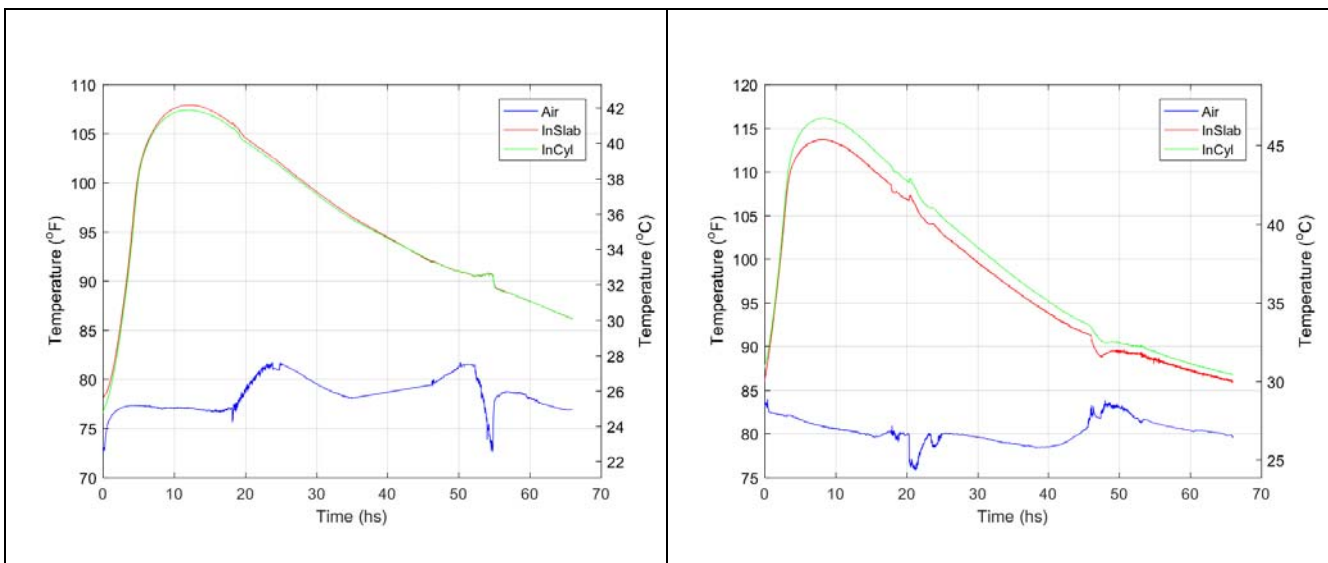 110
105
100
95
90
85
80
75
70
Temperature (°F)
42
40
38
36
34
32
30
28
26
24
22
Temperature (°C)
Air
InSlab
InCyl
0 10 20 30 40 50 60 70
Time (hs)
120
115
110
105
100
95
90
85
80
75
Temperature (°F)
45
40
35
30
25
Temperature (°C)
Air
InSlab
InCyl
0 10 20 30 40 50 60 70
Time (hs)